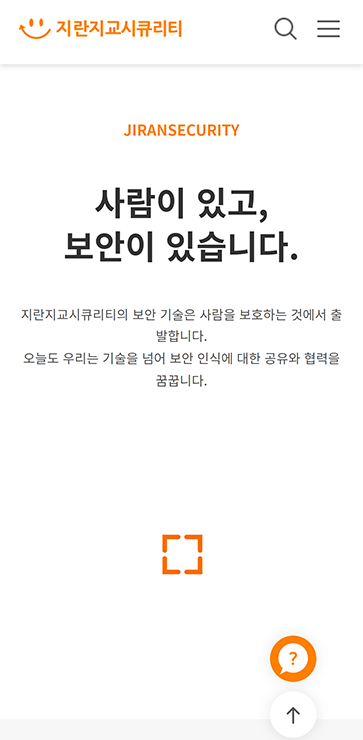 지란지교시큐리티
JIRANSECURITY
사람이 있고,
보안이 있습니다.
지란지교시큐리티의 보안 기술은 사람을 보호하는 것에서 출
발합니다.
오늘도 우리는 기술을 넘어 보안 인식에 대한 공유와 협력을
꿈꿉니다.
?